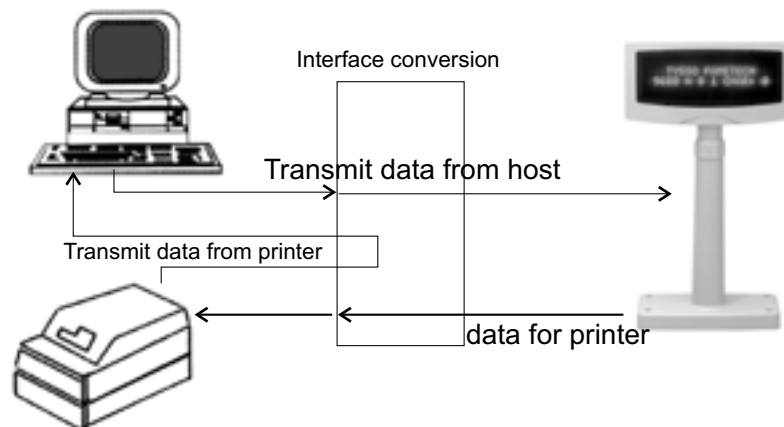 Interface conversion
Transmit data from host
Transmit data from printer
data for printer